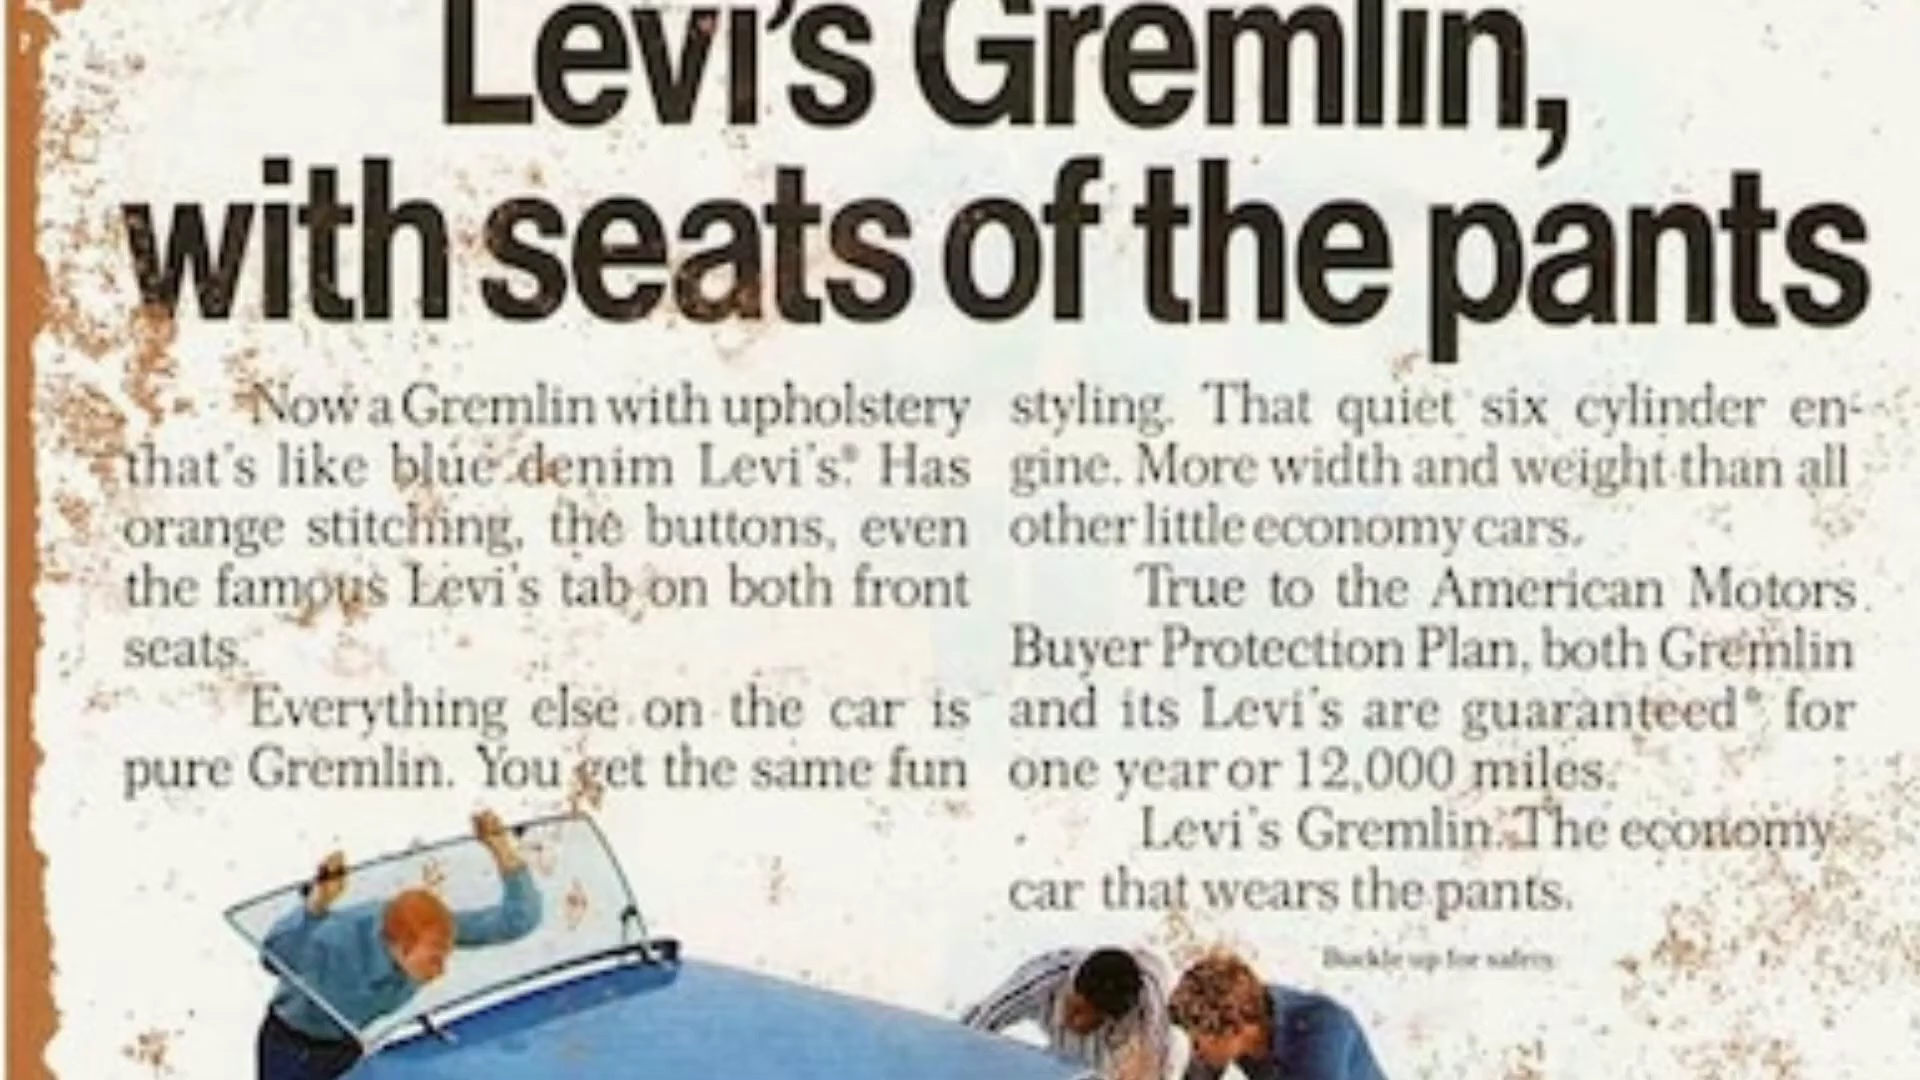 Levi's Gremlin,
with seats of the pants
Now a Gremlin with upholstery
that's like blue denim Levi's.® Has
orange stitching, the buttons, even
the famous Levi's tab on both front
seats.
Everything else on the car is
pure Gremlin. You get the same fun
styling. That quiet six cylinder en-
gine. More width and weight than all
other little economy cars.
True to the American Motors
Buyer Protection Plan, both Gremlin
and its Levi's are guaranteed* for
one year or 12,000 miles.
Levi's Gremlin. The economy
car that wears the pants.
Buckle up for safety.